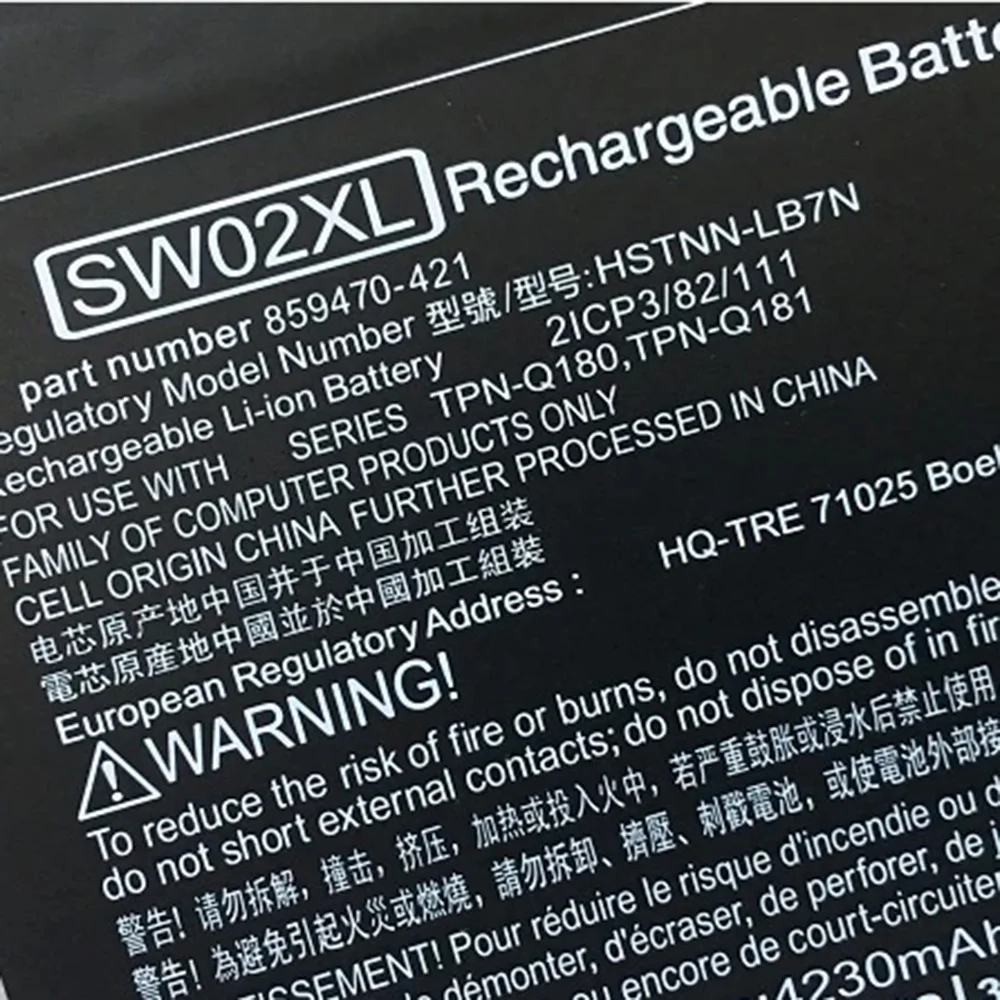 SW02XL Rechargeable Batte
part number 859470-421
egulatory Model Number 型號/型号:HSTNN-LB7N
echargeable Li-ion Battery 2ICP3/82/111
FOR USE WITH SERIES TPN-Q180,TPN-Q181
FAMILY OF COMPUTER PRODUCTS ONLY
CELL ORIGIN CHINA FURTHER PROCESSED IN CHINA
电芯原产地中国并于中国加工组装
電芯原産地中國並於中國加工組裝
European Regulatory Address : HQ-TRE 71025 Boel
WARNING!
To reduce the risk of fire or burns, do not disassemble
do not short external contacts; do not dispose of in fir
警告! 请勿拆解, 撞击, 挤压, 加热或投入火中, 若严重鼓胀或浸水后禁止使用
警告! 為避免引起火災或燃燒, 請勿拆卸、擠壓、刺戳電池, 或使電池外部接
TISSEMENT! Pour réduire le risque d'incendie ou d
démonter, d'écraser, de perforer, de j
ou encore de court-circuiter
4230mAh